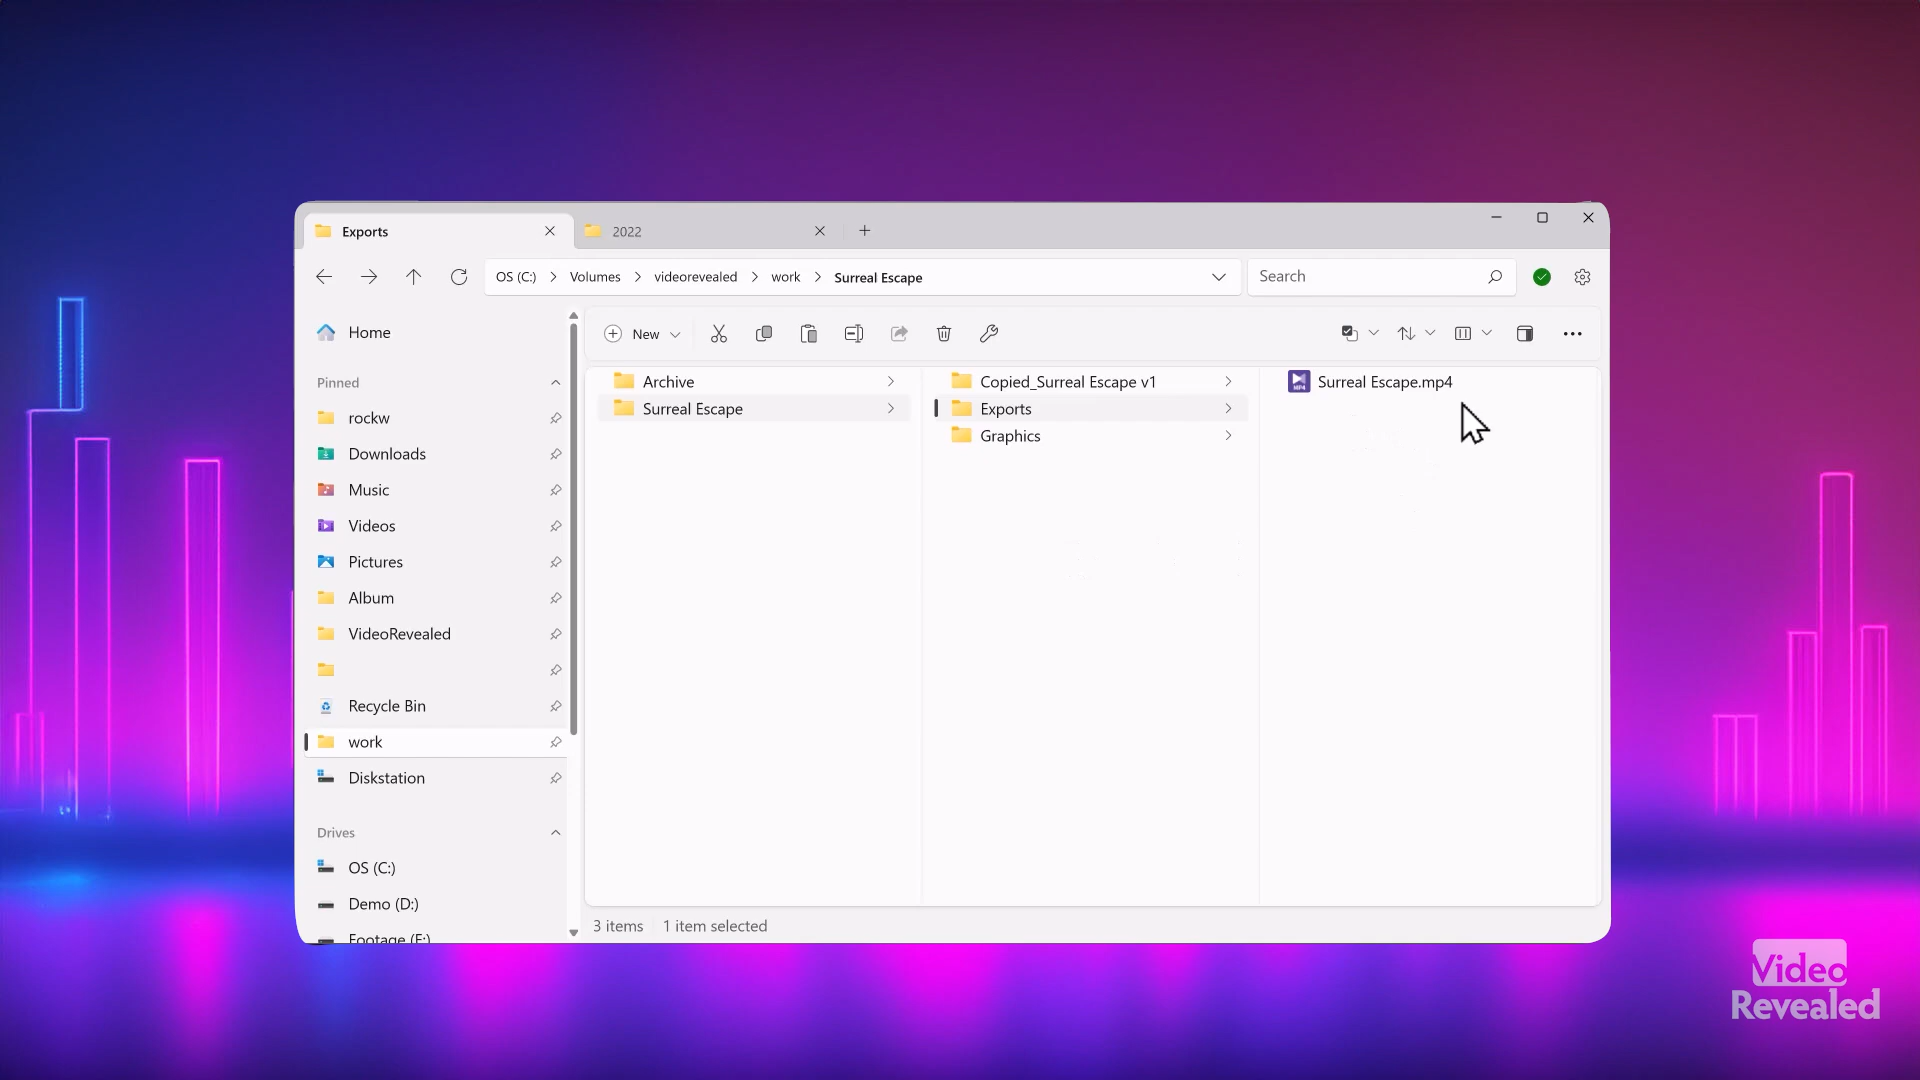 Exports
2022
OS (C:)
Volumes
videorevealed
work
Surreal Escape
Search
Home
New
Pinned
rockw
Downloads
Music
Videos
Pictures
Album
VideoRevealed
Recycle Bin
work
Diskstation
Drives
OS (C:)
Demo (D:)
Footage (E:)
Archive
Surreal Escape
Copied_Surreal Escape v1
Exports
Graphics
Surreal Escape.mp4
MP4
3 items
1 item selected
Video
Revealed